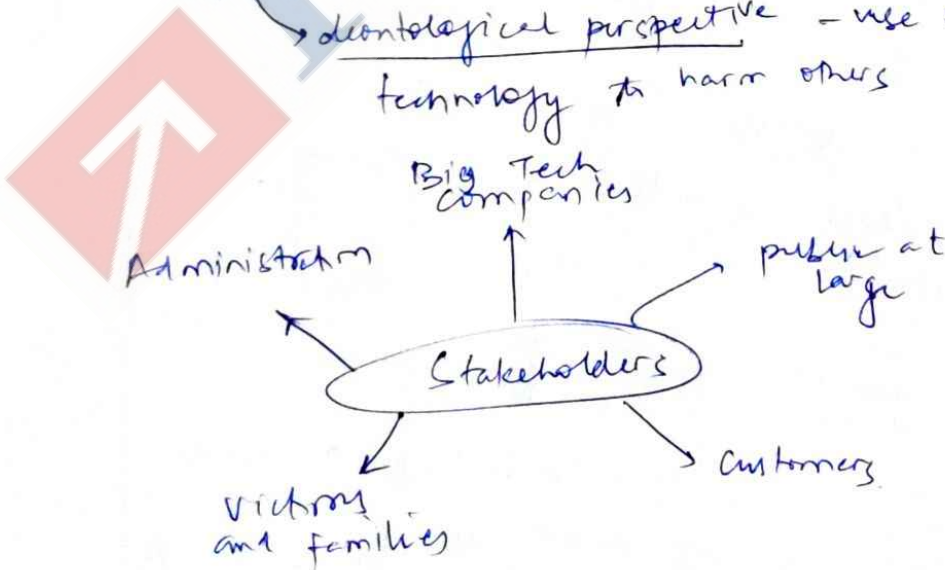 deontological perspective - use
technology to harm others
Big Tech
companies
Administration
public at
large
Stakeholders
Customers
Victims
and families